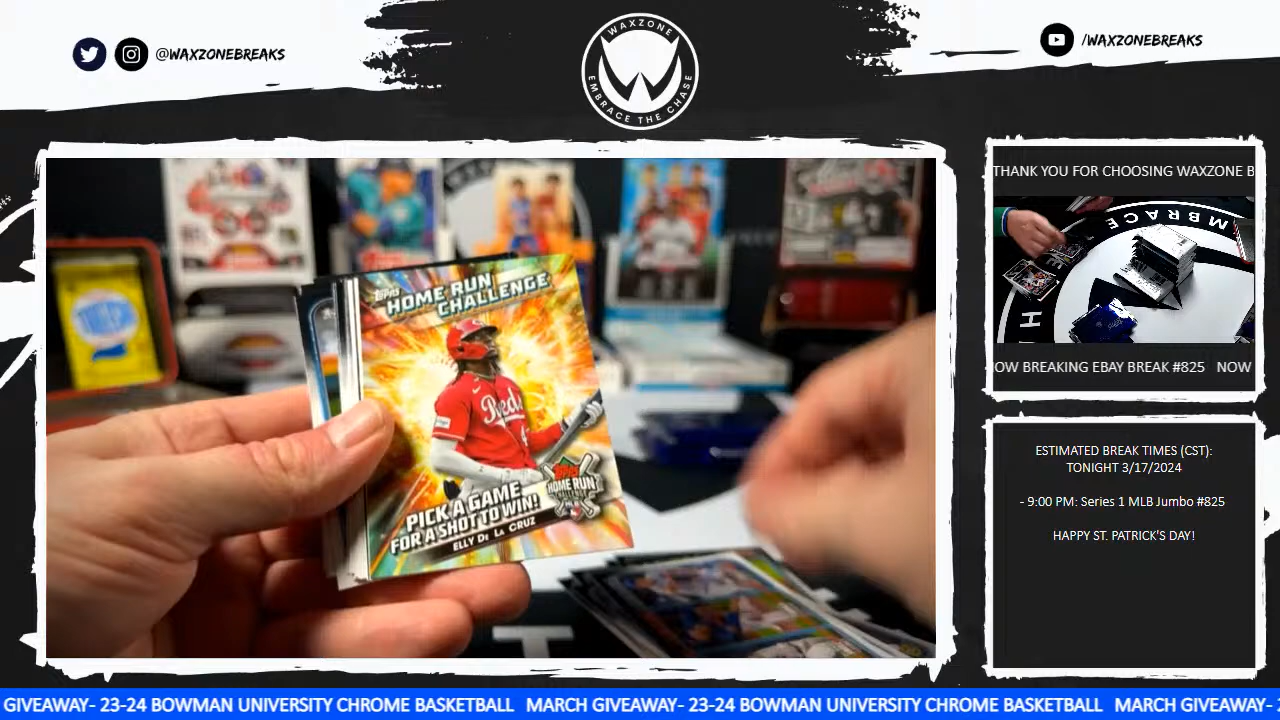 @WAXZONEBREAKS
WAXZONE
EMBRACE THE CHASE
/WAXZONEBREAKS
THANK YOU FOR CHOOSING WAXZONE B
EMBRACE
H
OW BREAKING EBAY BREAK #825 NOW
TOPPS
HOME RUN
CHALLENGE
Reds
TOPPS
HOME RUN
CHALLENGE
PICK A GAME
FOR A SHOT TO WIN!
ELLY DE LA CRUZ
ESTIMATED BREAK TIMES (CST):
TONIGHT 3/17/2024
- 9:00 PM: Series 1 MLB Jumbo #825
HAPPY ST. PATRICK'S DAY!
GIVEAWAY- 23-24 BOWMAN UNIVERSITY CHROME BASKETBALL MARCH GIVEAWAY- 23-24 BOWMAN UNIVERSITY CHROME BASKETBALL MARCH GIVEAWAY-